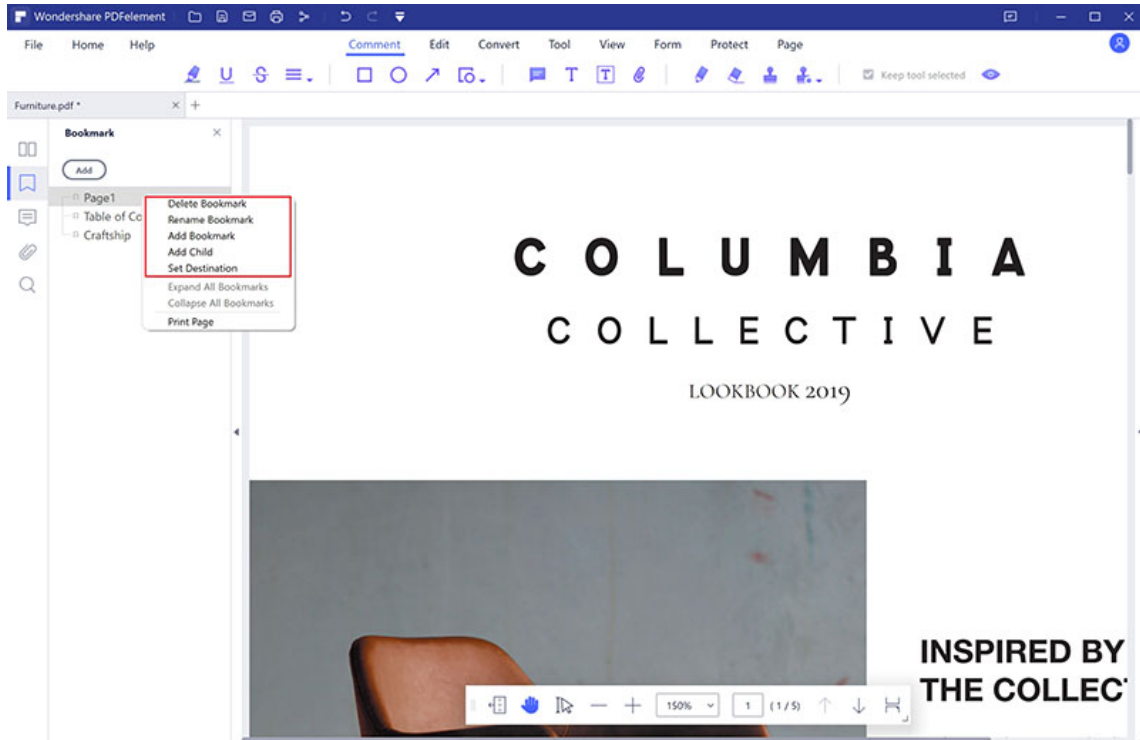 Wondershare PDFelement
File Home Help Comment Edit Convert Tool View Form Protect Page
Keep tool selected
Furniture.pdf *
Bookmark
Add
Page1
Table of Co
Craftship
Delete Bookmark
Rename Bookmark
Add Bookmark
Add Child
Set Destination
Expand All Bookmarks
Collapse All Bookmarks
Print Page
COLUMBIA
COLLECTIVE
LOOKBOOK 2019
INSPIRED BY
THE COLLECT
150% 1 (1/5)